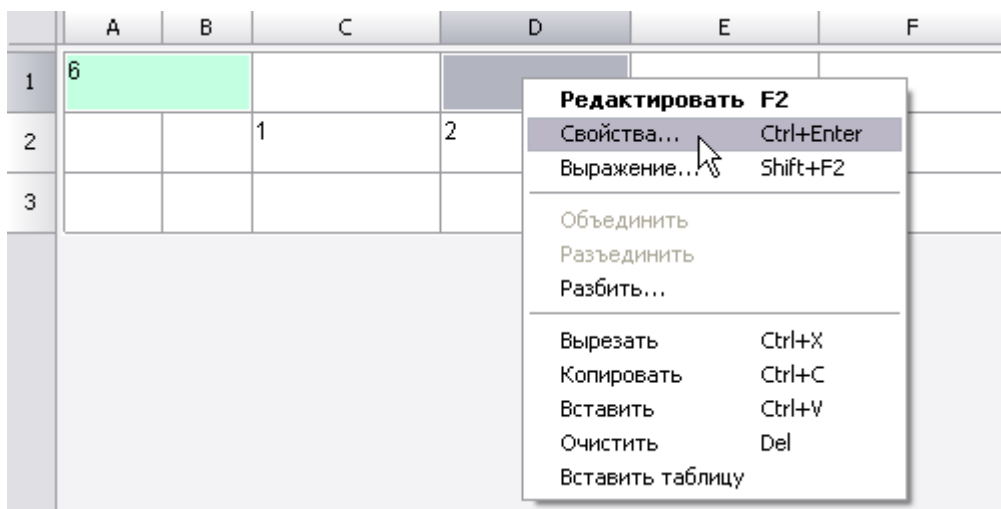 A B C D E F
1 6
Редактировать F2
2 1 2
Свойства... Ctrl+Enter
Выражение... Shift+F2
3
Объединить
Разъединить
Разбить...
Вырезать Ctrl+X
Копировать Ctrl+C
Вставить Ctrl+V
Очистить Del
Вставить таблицу